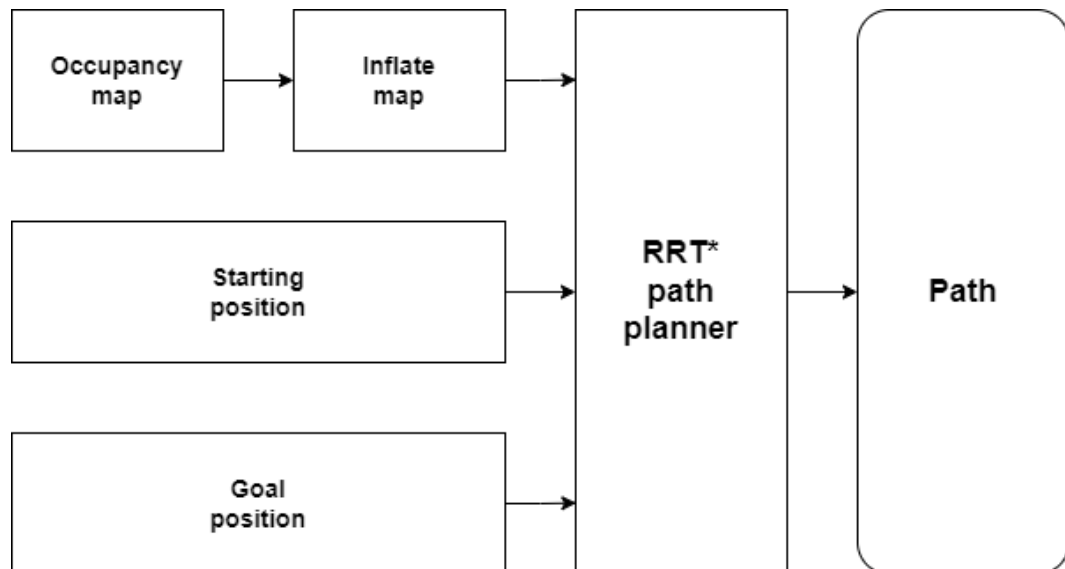 Occupancy
map
Inflate
map
Starting
position
Goal
position
RRT*
path
planner
Path